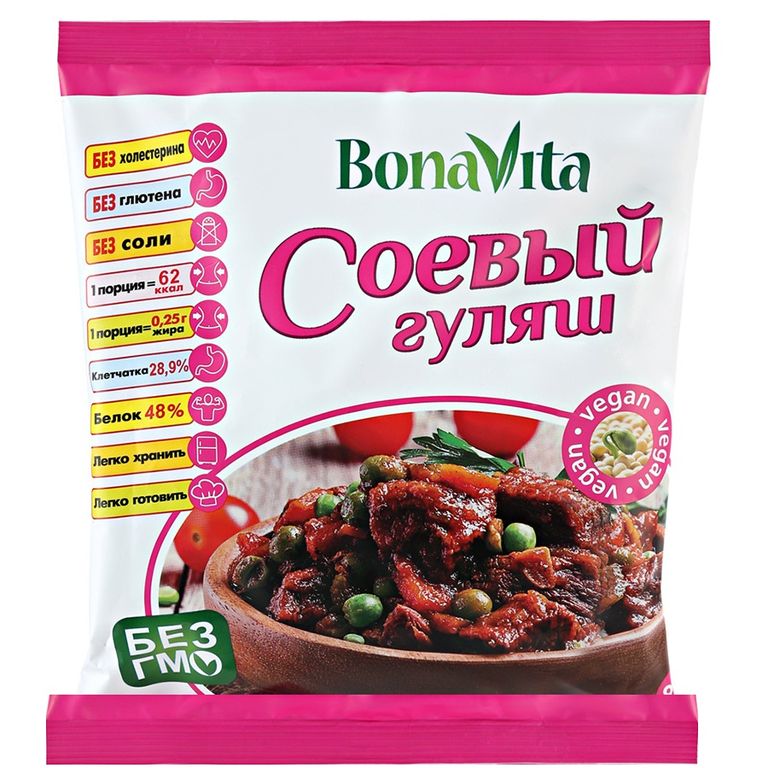 BonaVita
Соевый
гуляш
БЕЗ холестерина
БЕЗ глютена
БЕЗ соли
1 порция = 62 ккал
1 порция= 0,25 г жира
Клетчатка 28,9%
Белок 48%
Легко хранить
Легко готовить
vegan · vegan · vegan ·
БЕЗ
ГМО